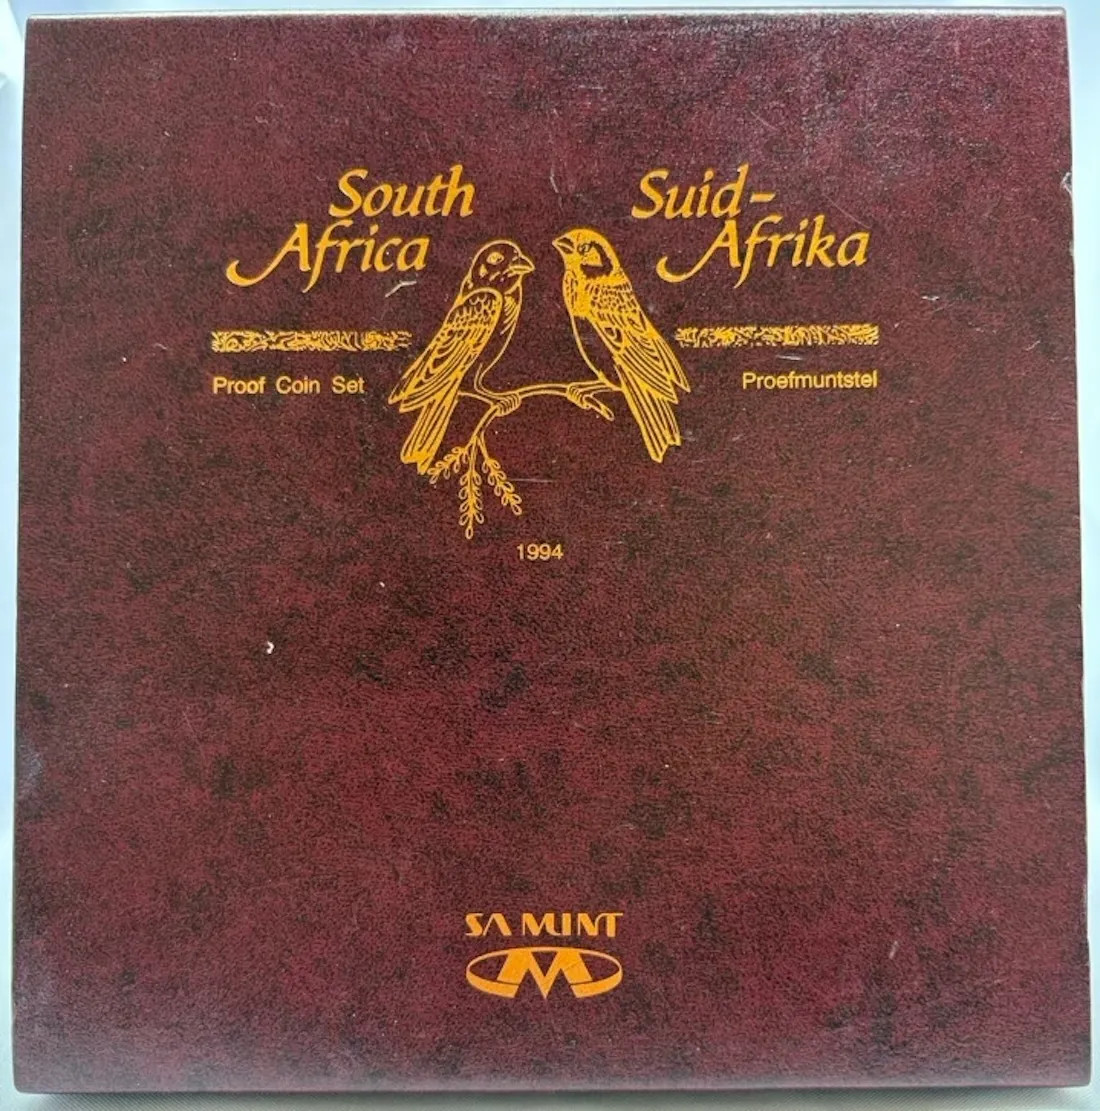 South
Africa
Suid-
Afrika
Proof Coin Set
Proefmuntstel
1994
SA MINT